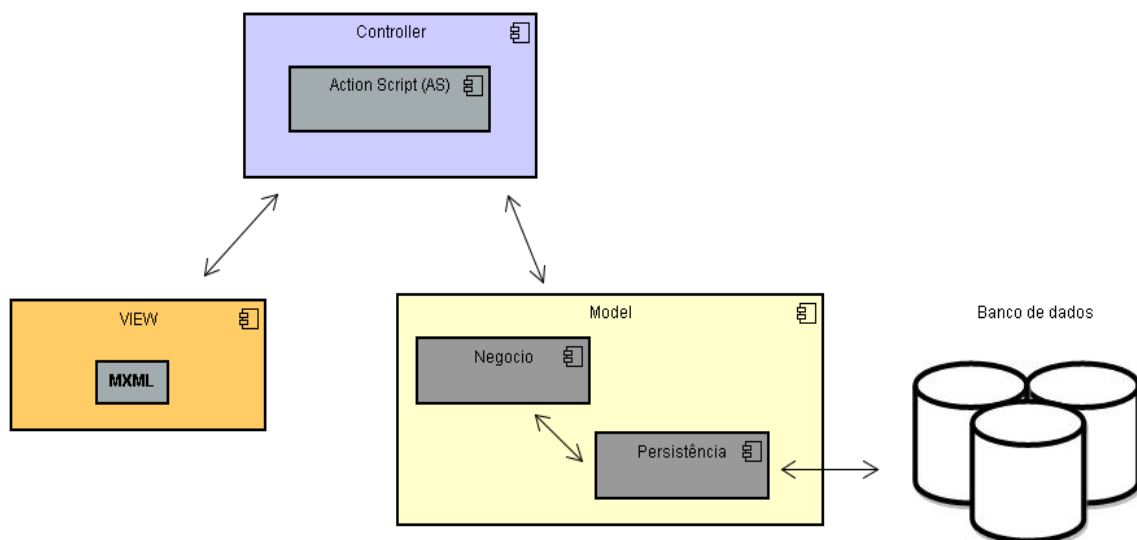 Controller
Action Script (AS)
VIEW
MXML
Model
Negocio
Persistência
Banco de dados